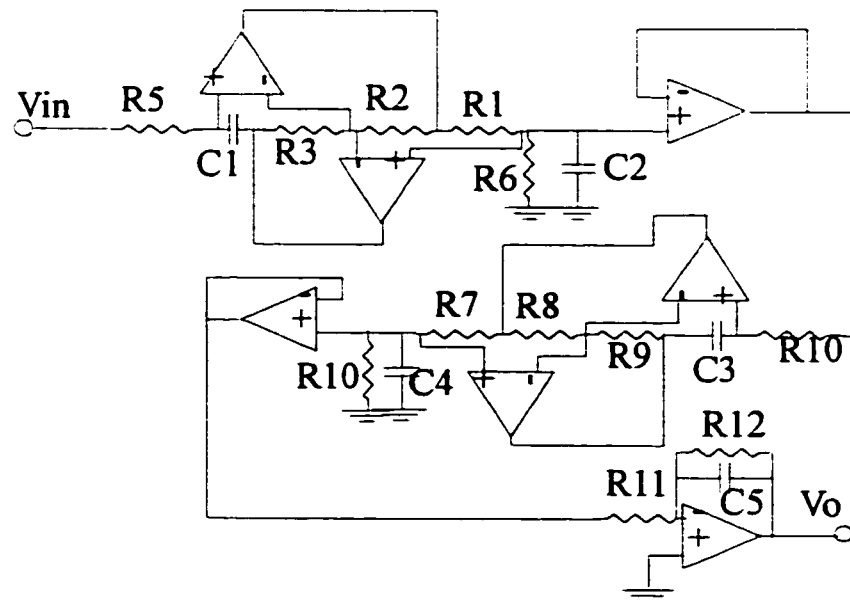 Vin
R5
C1
R3
R2
R1
R6
C2
+
-
-
+
-
+
R7
R8
R9
C3
R10
R10
C4
-
+
+
-
-
+
R11
R12
C5
Vo
-
+